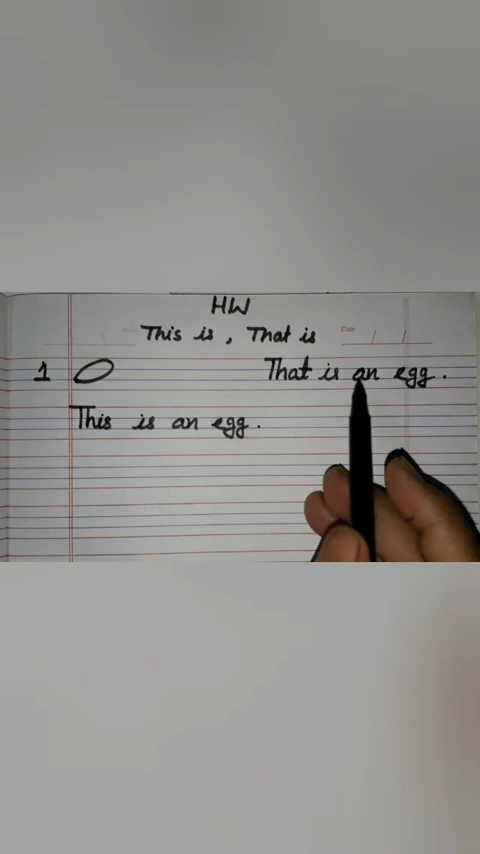 HW
This is, That is
Date
1 That is an egg.
This is an egg.